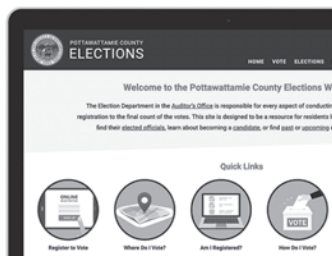 POTTAWATTAMIE COUNTY
ELECTIONS
HOME VOTE ELECTIONS
Welcome to the Pottawattamie County Elections W
The Election Department in the Auditor's Office is responsible for every aspect of conducting
registration to the final count of the votes. This site is designed to be a resource for residents
find their elected officials, learn about becoming a candidate, or find past or upcoming
Quick Links
ONLINE
VOTE
Register to Vote Where Do I Vote? Am I Registered? How Do I Vote?